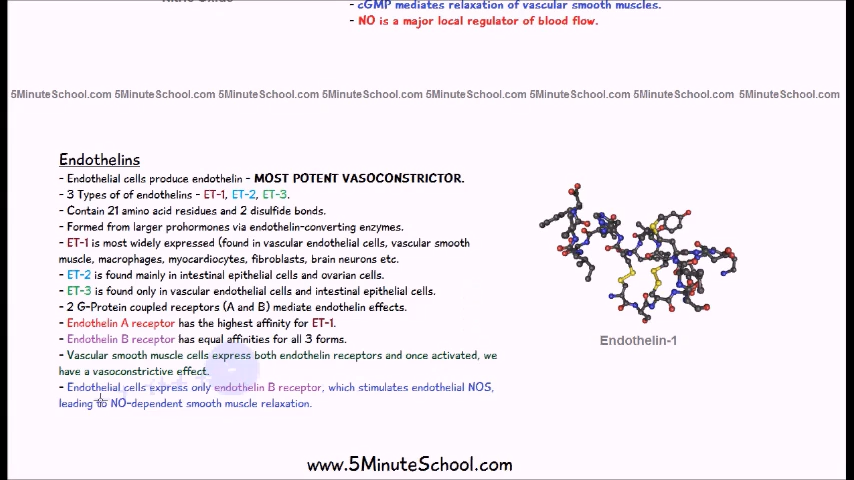 - cGMP mediates relaxation of vascular smooth muscles.
- NO is a major local regulator of blood flow.
5MinuteSchool.com 5MinuteSchool.com 5MinuteSchool.com 5MinuteSchool.com 5MinuteSchool.com 5MinuteSchool.com 5MinuteSchool.com 5MinuteSchool.com
Endothelins
- Endothelial cells produce endothelin - MOST POTENT VASOCONSTRICTOR.
- 3 Types of of endothelins - ET-1, ET-2, ET-3.
- Contain 21 amino acid residues and 2 disulfide bonds.
- Formed from larger prohormones via endothelin-converting enzymes.
- ET-1 is most widely expressed (found in vascular endothelial cells, vascular smooth
muscle, macrophages, myocardiocytes, fibroblasts, brain neurons etc.
- ET-2 is found mainly in intestinal epithelial cells and ovarian cells.
- ET-3 is found only in vascular endothelial cells and intestinal epithelial cells.
- 2 G-Protein coupled receptors (A and B) mediate endothelin effects.
- Endothelin A receptor has the highest affinity for ET-1.
- Endothelin B receptor has equal affinities for all 3 forms.
- Vascular smooth muscle cells express both endothelin receptors and once activated, we
have a vasoconstrictive effect.
- Endothelial cells express only endothelin B receptor, which stimulates endothelial NOS,
leading to NO-dependent smooth muscle relaxation.
Endothelin-1
www.5MinuteSchool.com